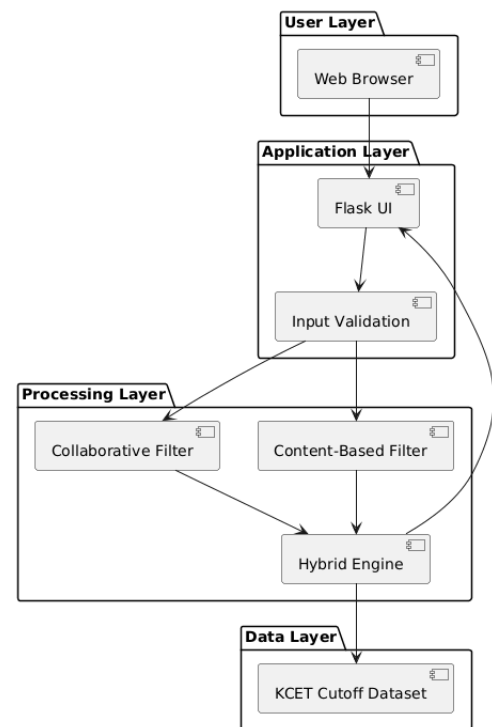 User Layer
Web Browser
Application Layer
Flask UI
Input Validation
Processing Layer
Collaborative Filter
Content-Based Filter
Hybrid Engine
Data Layer
KCET Cutoff Dataset